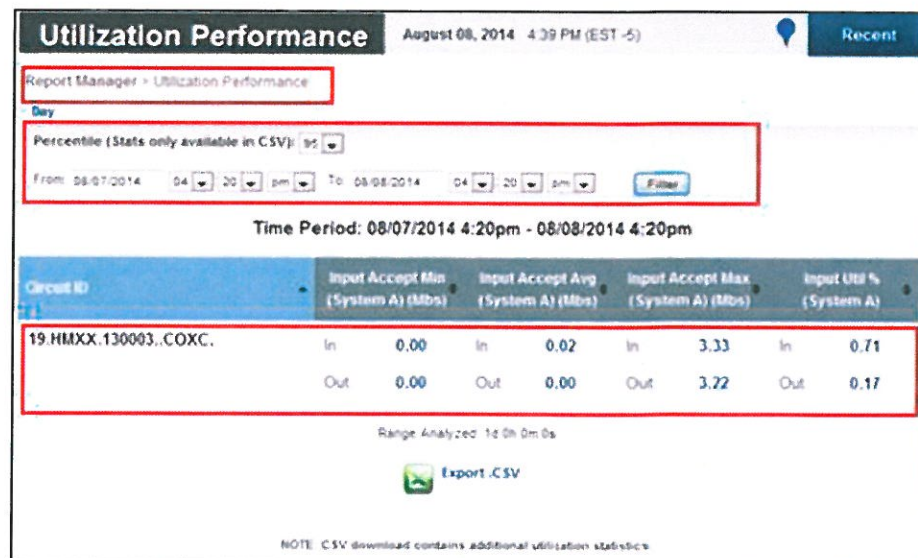 Utilization Performance August 08, 2014 4:39 PM (EST -5) Recent
Report Manager > Utilization Performance
Day
Percentile (Stats only available in CSV): 95
From: 08/07/2014 04 20 pm To: 08/08/2014 04 20 pm Filter
Time Period: 08/07/2014 4:20pm - 08/08/2014 4:20pm
Circuit ID Input Accept Min (System A) (Mbs) Input Accept Avg (System A) (Mbs) Input Accept Max (System A) (Mbs) Input Util % (System A)
19.HMXX.130003..COXC. In 0.00 In 0.02 In 3.33 In 0.71
Out 0.00 Out 0.00 Out 3.22 Out 0.17
Range Analyzed: 1d 0h 0m 0s
Export .CSV
NOTE: CSV download contains additional utilization statistics